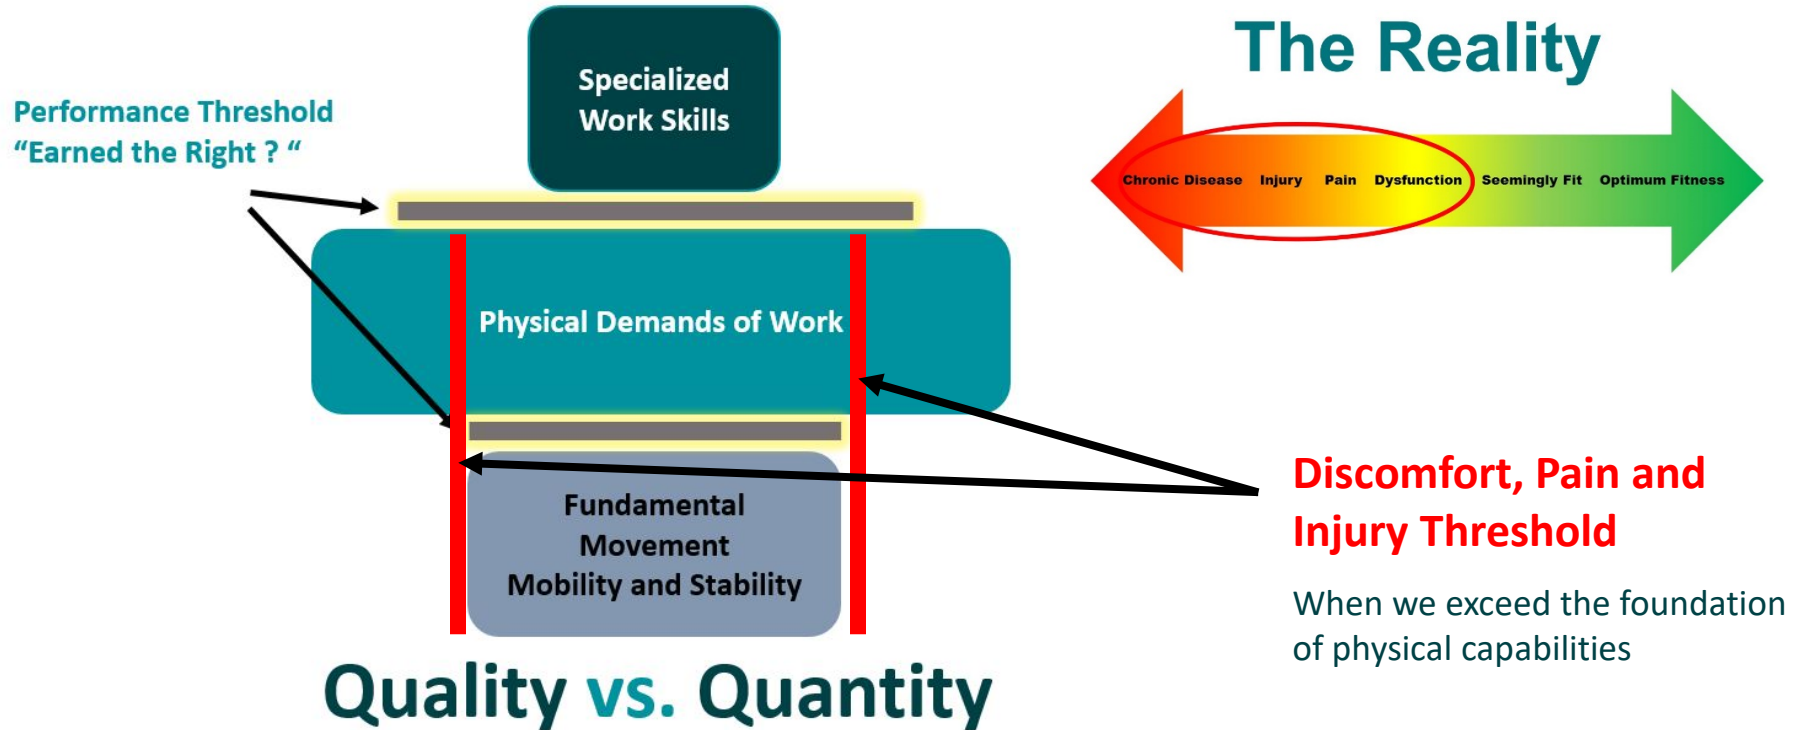 Specialized
Work Skills
Performance Threshold
“Earned the Right ? “
Physical Demands of Work
Fundamental
Movement
Mobility and Stability
Quality vs. Quantity
The Reality
Chronic Disease Injury Pain Dysfunction Seemingly Fit Optimum Fitness
Discomfort, Pain and
Injury Threshold
When we exceed the foundation
of physical capabilities